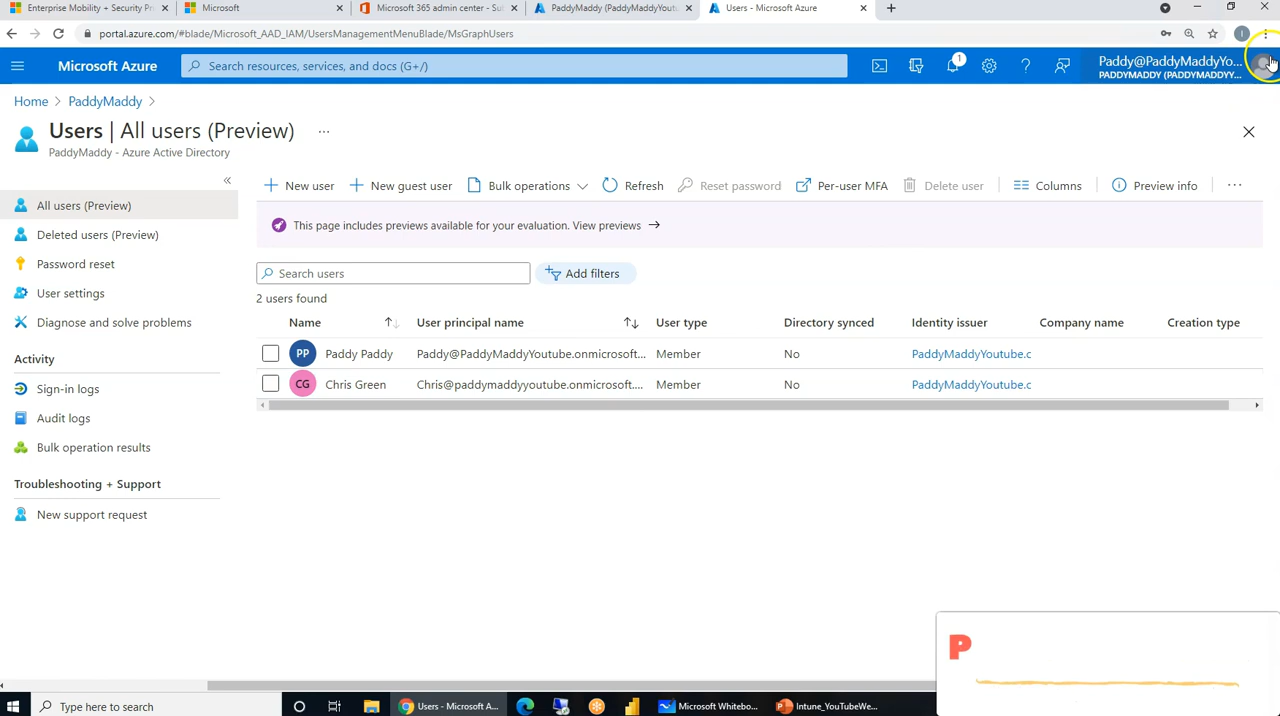 Enterprise Mobility + Security Pri
Microsoft
Microsoft 365 admin center - Sub
PaddyMaddy (PaddyMaddyYoutub
Users - Microsoft Azure
portal.azure.com/#blade/Microsoft_AAD_IAM/UsersManagementMenuBlade/MsGraphUsers
Microsoft Azure
Search resources, services, and docs (G+/)
1
Paddy@PaddyMaddyYo...
PADDYMADDY (PADDYMADDYY...
Home > PaddyMaddy >
Users | All users (Preview) ...
PaddyMaddy - Azure Active Directory
All users (Preview)
Deleted users (Preview)
Password reset
User settings
Diagnose and solve problems
Activity
Sign-in logs
Audit logs
Bulk operation results
Troubleshooting + Support
New support request
New user
New guest user
Bulk operations
Refresh
Reset password
Per-user MFA
Delete user
Columns
Preview info
This page includes previews available for your evaluation. View previews →
Search users
Add filters
2 users found
Name User principal name User type Directory synced Identity issuer Company name Creation type
PP Paddy Paddy Paddy@PaddyMaddyYoutube.onmicrosoft... Member No PaddyMaddyYoutube.c
CG Chris Green Chris@paddymaddyyoutube.onmicrosoft.... Member No PaddyMaddyYoutube.c
P
Type here to search
Users - Microsoft A...
Microsoft Whitebo...
Intune_YouTubeWe...